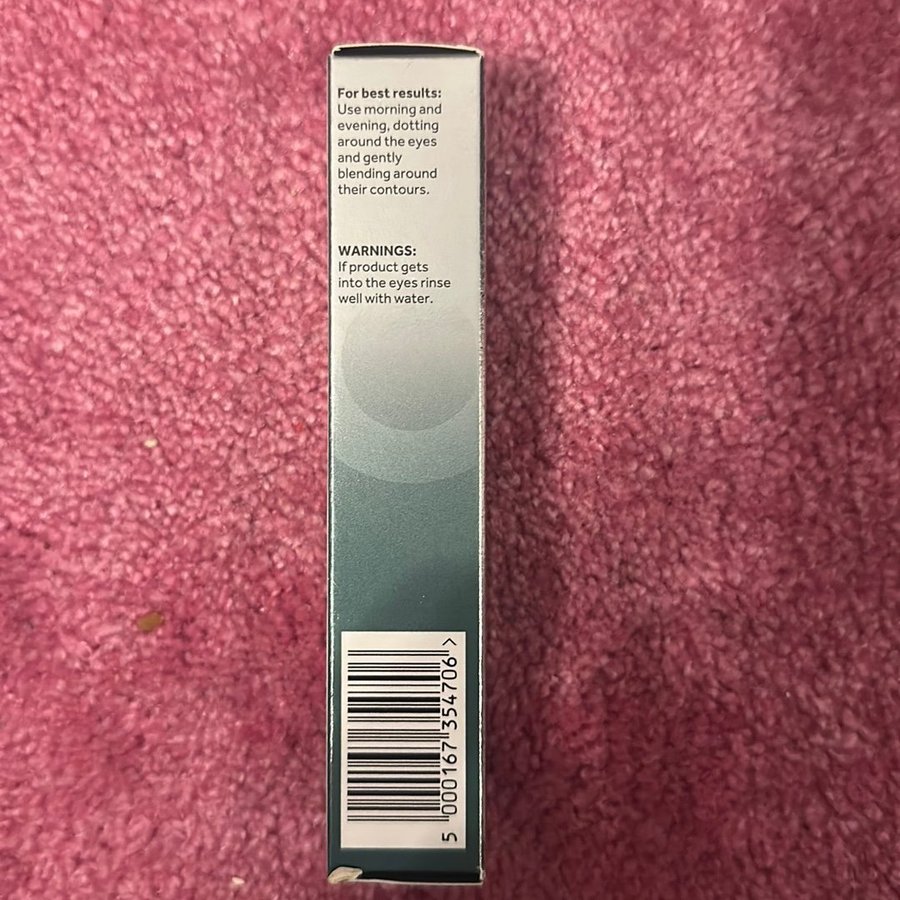 For best results:
Use morning and
evening, dotting
around the eyes
and gently
blending around
their contours.
WARNINGS:
If product gets
into the eyes rinse
well with water.
5 000167 354706 >